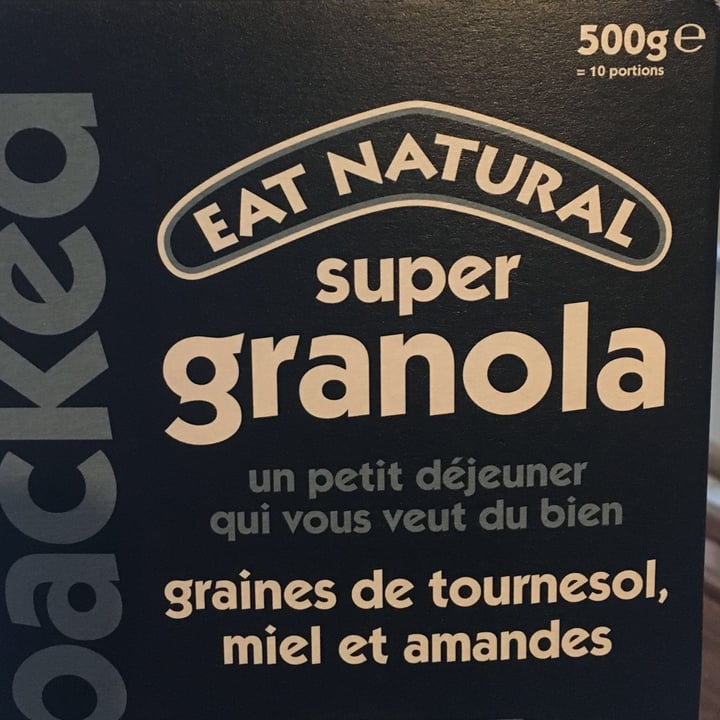 500g e
= 10 portions
EAT NATURAL
super
granola
un petit déjeuner
qui vous veut du bien
graines de tournesol,
miel et amandes